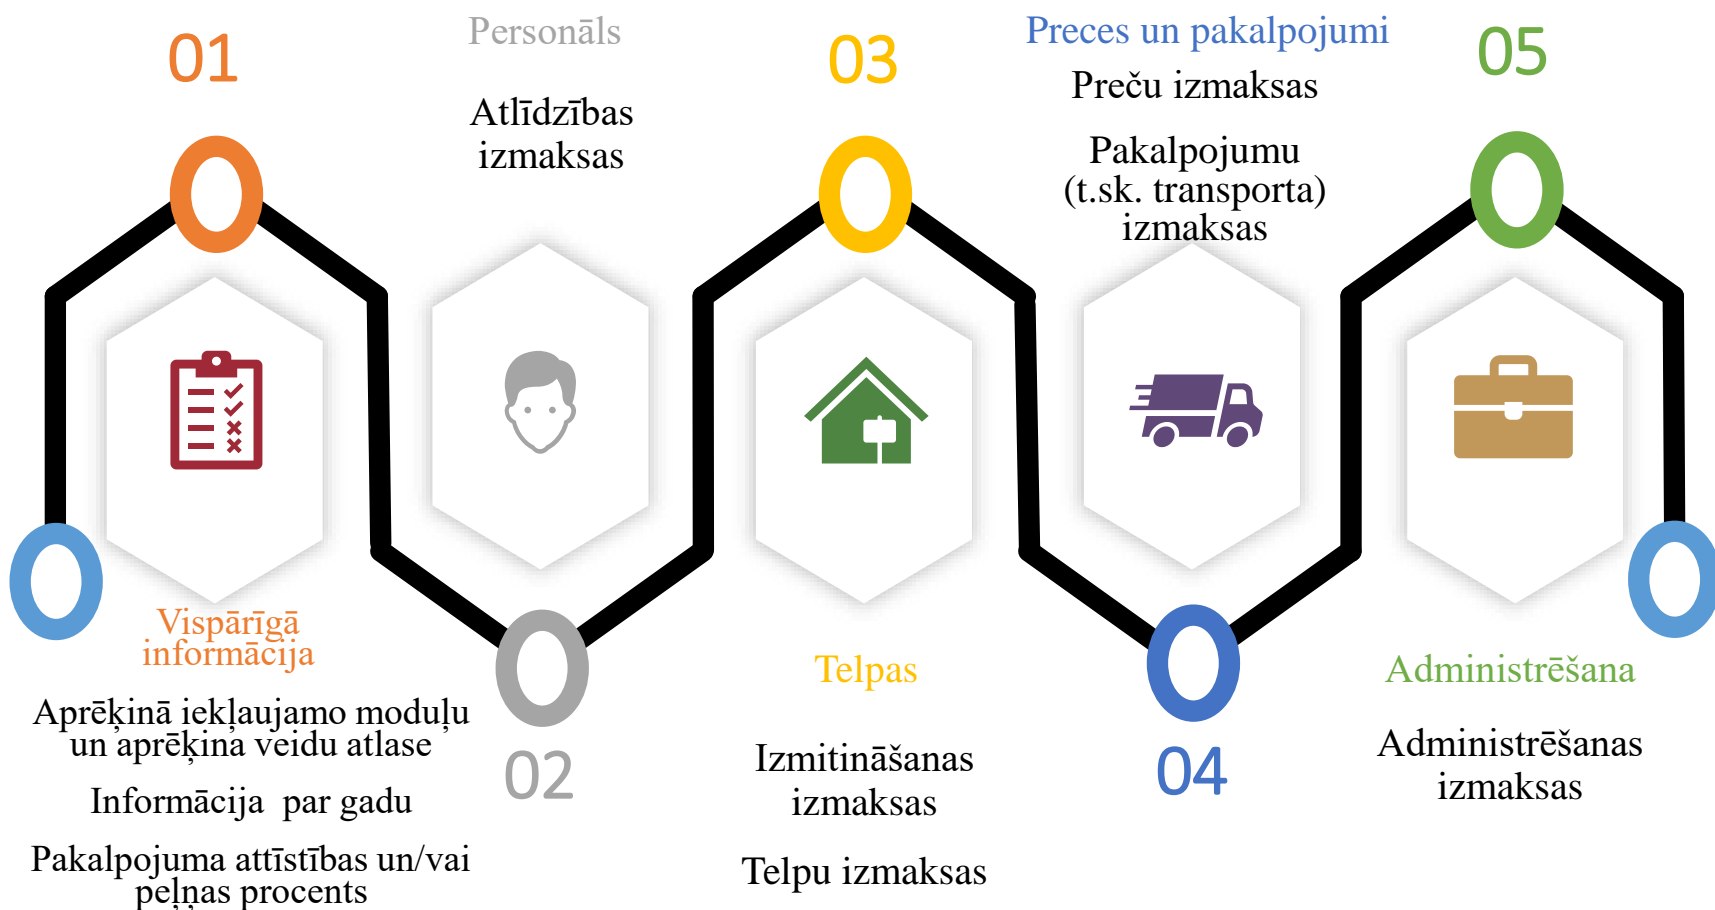 01
Vispārīgā
informācija
Aprēķinā iekļaujamo moduļu
un aprēķina veidu atlase
Informācija  par gadu
Pakalpojuma attīstības un/vai
peļņas procents
Personāls
Atlīdzības
izmaksas
02
03
Telpas
Izmitināšanas
izmaksas
Telpu izmaksas
Preces un pakalpojumi
Preču izmaksas
Pakalpojumu
(t.sk. transporta)
izmaksas
04
05
Administrēšana
Administrēšanas
izmaksas